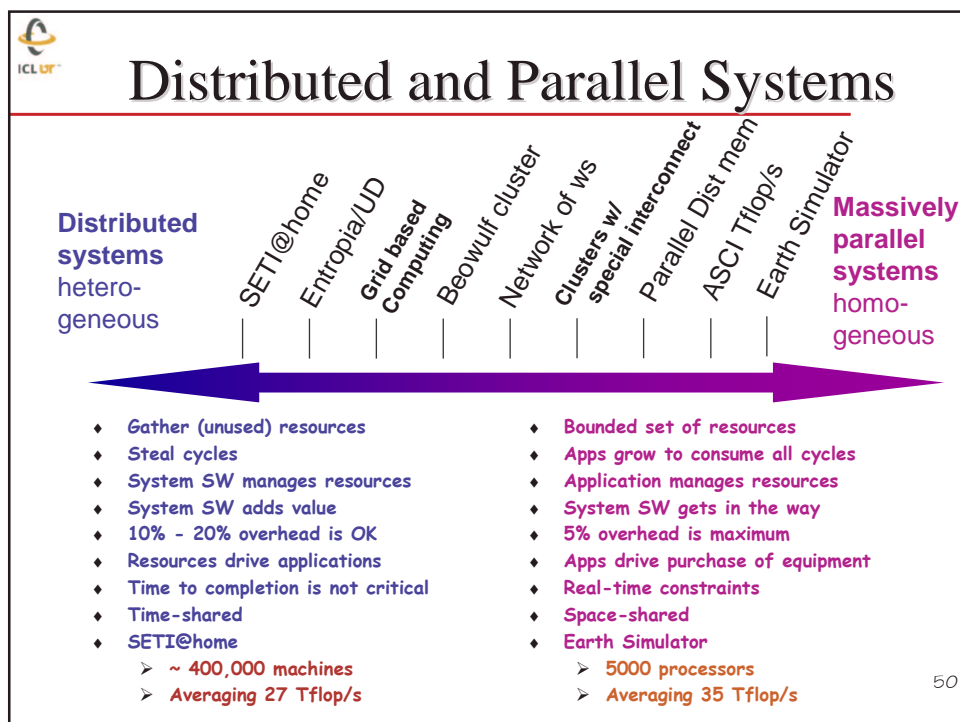 ICL UT
Distributed and Parallel Systems
Distributed
systems
hetero-
geneous
SETI@home
Entropia/UD
Grid based
Computing
Beowulf cluster
Network of ws
Clusters w/
special interconnect
Parallel Dist mem
ASCI Tflop/s
Earth Simulator
Massively
parallel
systems
homo-
geneous
♦ Gather (unused) resources
♦ Steal cycles
♦ System SW manages resources
♦ System SW adds value
♦ 10% - 20% overhead is OK
♦ Resources drive applications
♦ Time to completion is not critical
♦ Time-shared
♦ SETI@home
➢ ~ 400,000 machines
➢ Averaging 27 Tflop/s
♦ Bounded set of resources
♦ Apps grow to consume all cycles
♦ Application manages resources
♦ System SW gets in the way
♦ 5% overhead is maximum
♦ Apps drive purchase of equipment
♦ Real-time constraints
♦ Space-shared
♦ Earth Simulator
➢ 5000 processors
➢ Averaging 35 Tflop/s
50